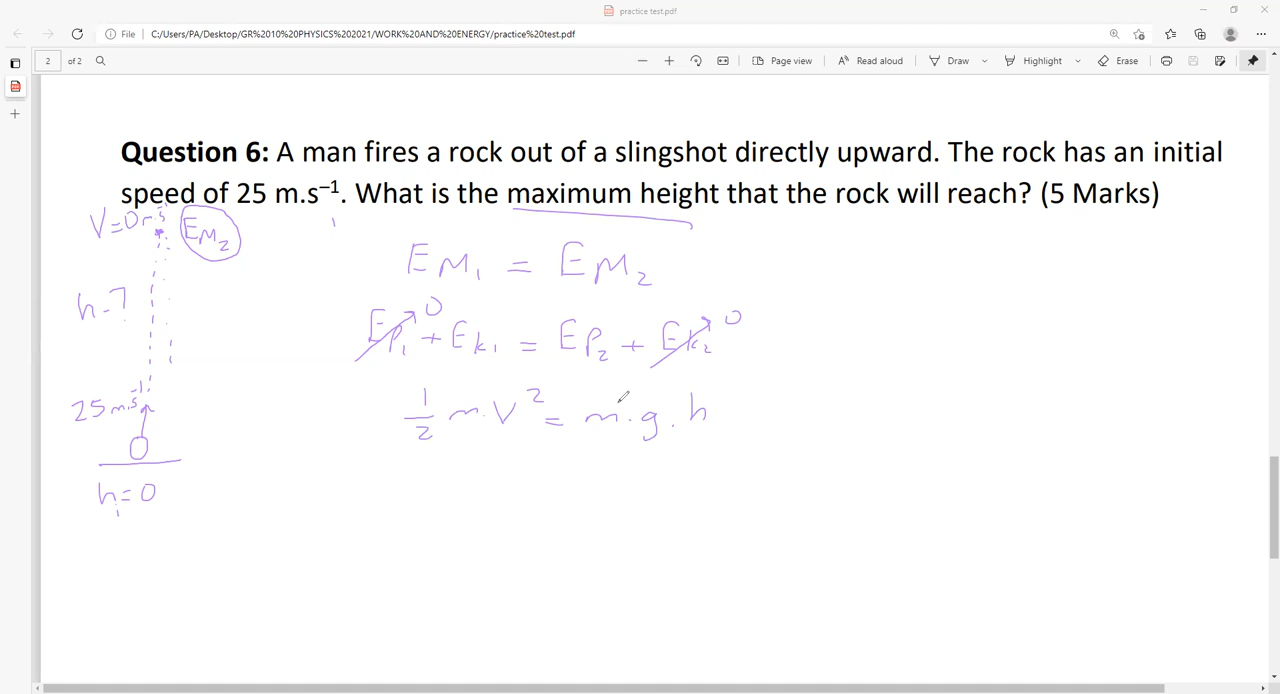 practice test.pdf
File C:/Users/PA/Desktop/GR%2010%20PHYSICS%202021/WORK%20AND%20ENERGY/practice%20test.pdf
2 of 2 Page view Read aloud Draw Highlight Erase
Question 6: A man fires a rock out of a slingshot directly upward. The rock has an initial
speed of 25 m.s⁻¹. What is the maximum height that the rock will reach? (5 Marks)
V=0m.s EM₂
EM₁ = EM₂
h-?
0 0
Ep₁ + Ek₁ = Ep₂ + Ek₂
25 m.s⁻¹
1/2 m.v² = m.g.h
h₁=0